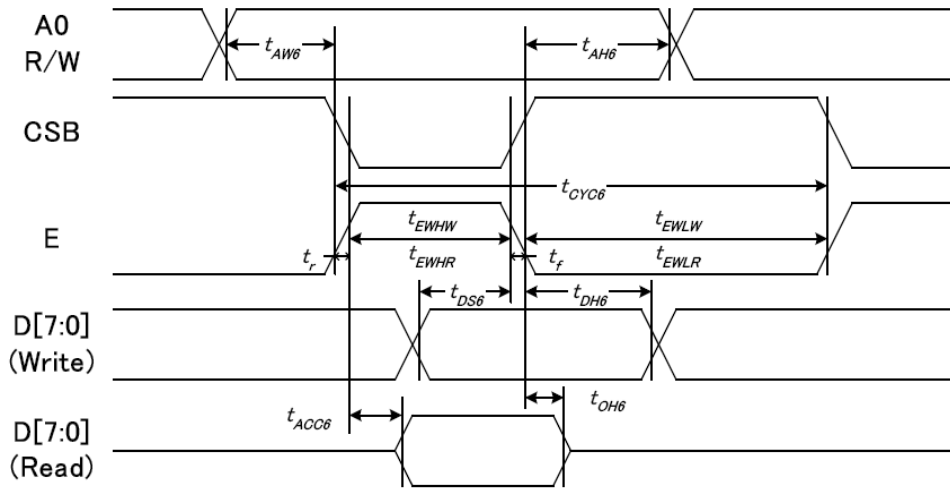 A0
R/W
tAW6
tAH6
CSB
tCYC6
E
tEWHW
tEWLW
tr
tEWHR
tf
tEWLR
tDS6
tDH6
D[7:0]
(Write)
tACC6
tOH6
D[7:0]
(Read)